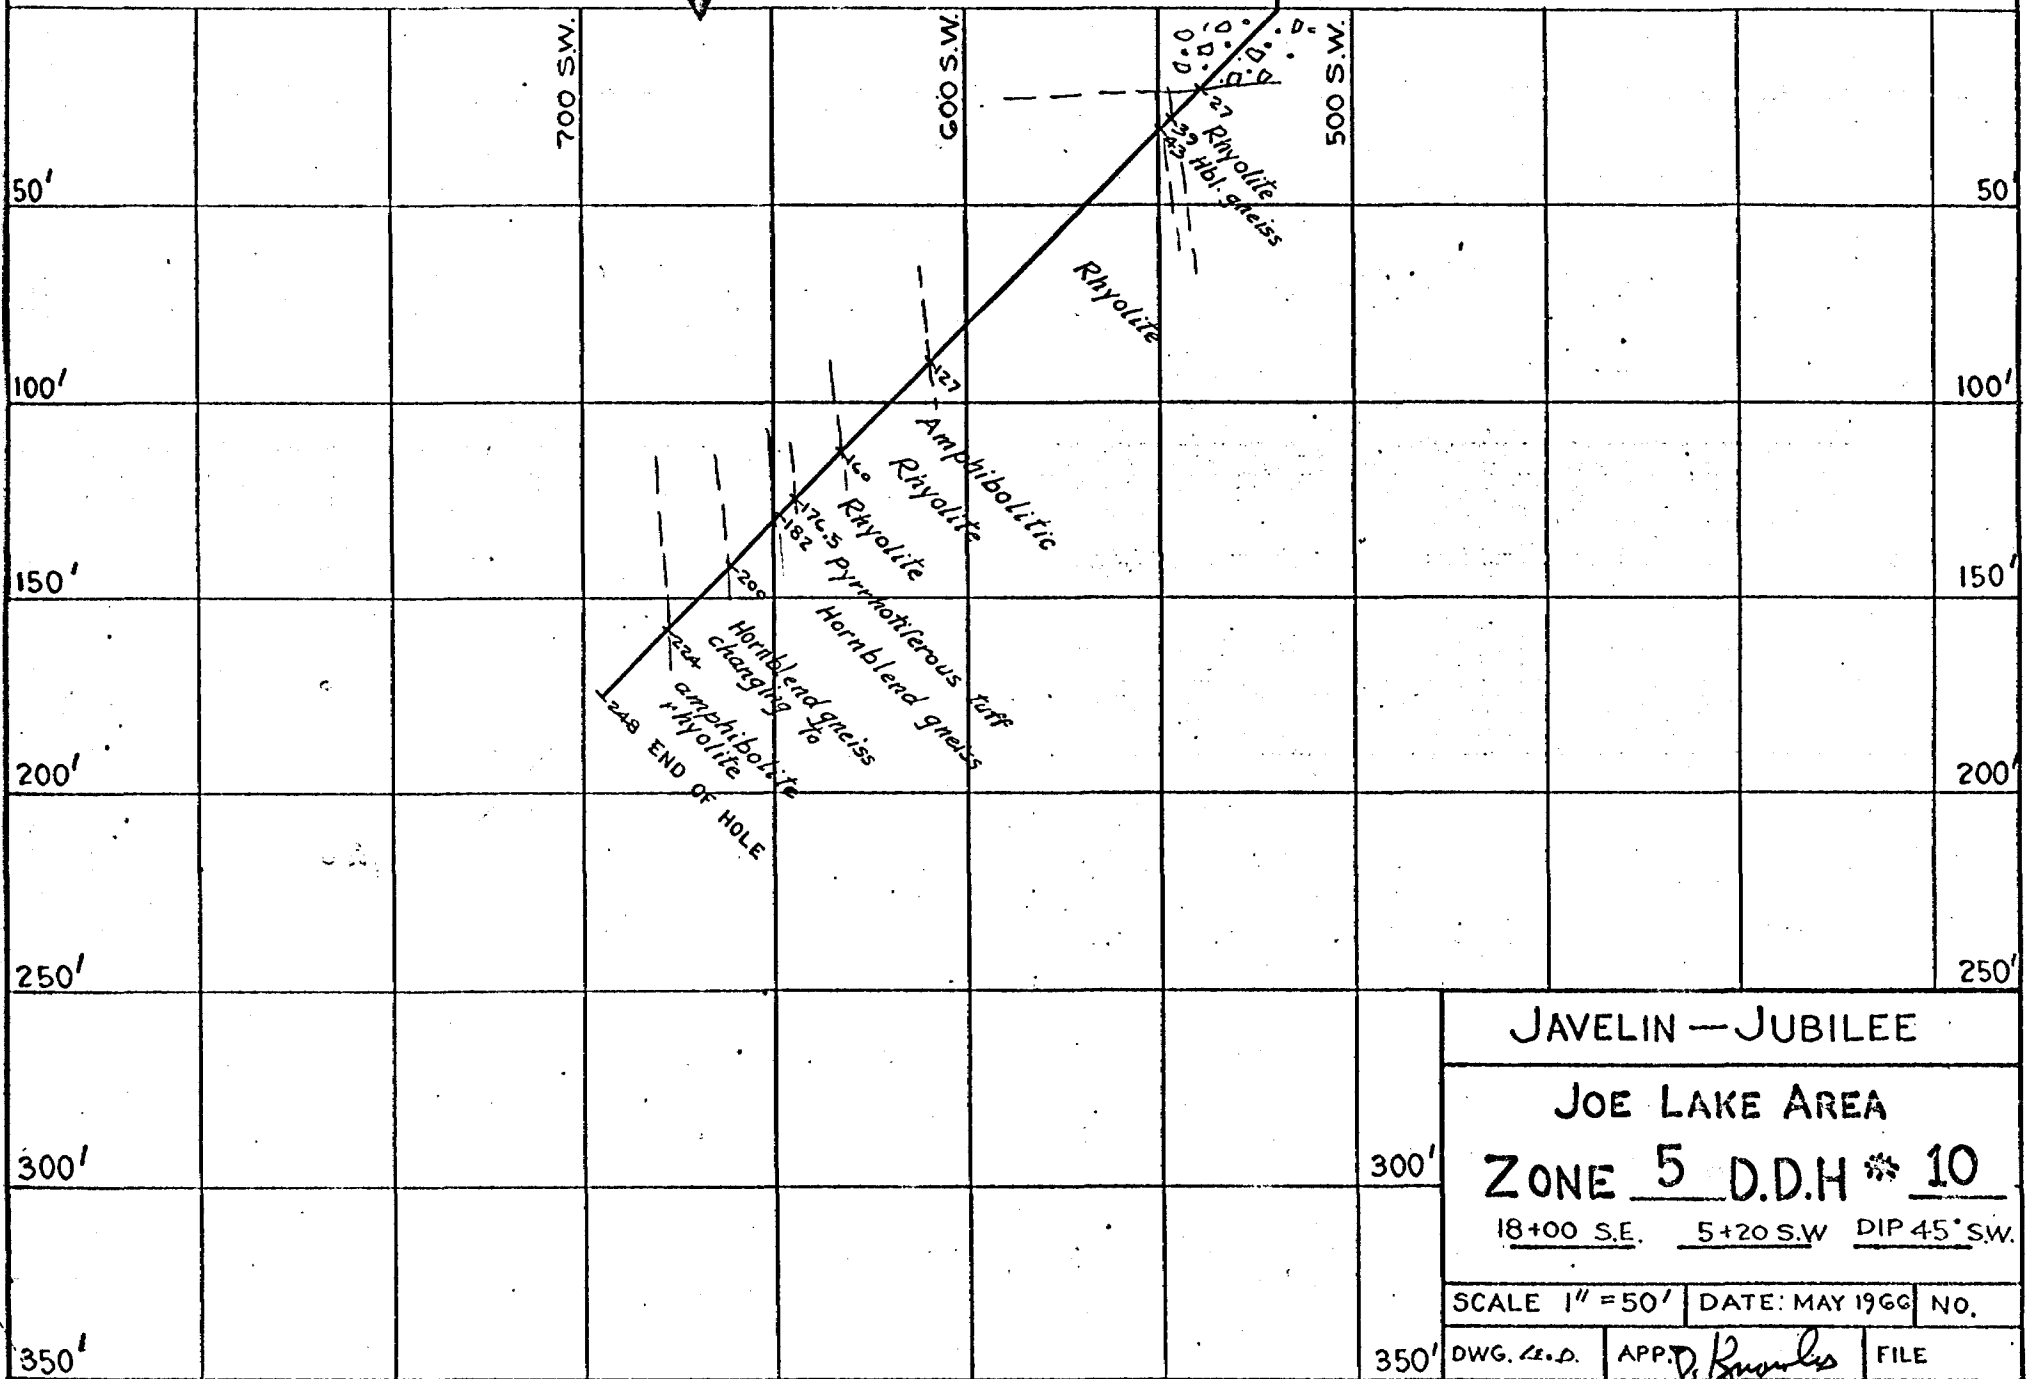 700 S.W.
600 S.W.
500 S.W.
27
Rhyolite
39
Hbl. gneiss
43
50'
50'
Rhyolite
127
100'
100'
Amphibolitic
Rhyolite
160
Rhyolite
176.5 Pyrrhotiferous tuff
182
Hornblend gneiss
150'
150'
209
Hornblend gneiss
changing to
224
amphibolite
rhyolite
248 END OF HOLE
200'
200'
250'
250'
300'
300'
350'
350'
JAVELIN — JUBILEE
JOE LAKE AREA
ZONE 5 D.D.H # 10
18+00 S.E. 5+20 S.W DIP 45° S.W.
SCALE 1" = 50' DATE: MAY 1966 NO.
DWG. APP. D. Knowles FILE